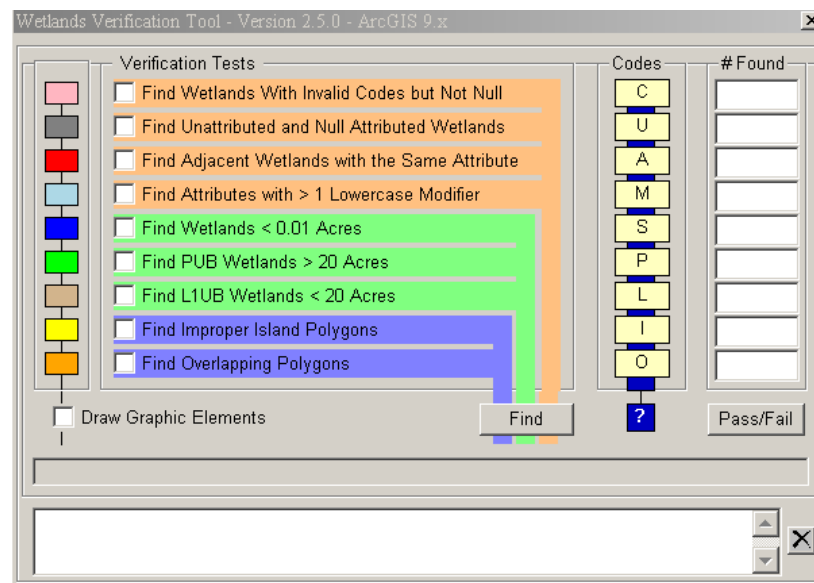 Wetlands Verification Tool - Version 2.5.0 - ArcGIS 9.x
Verification Tests Codes # Found
Find Wetlands With Invalid Codes but Not Null C
Find Unattributed and Null Attributed Wetlands U
Find Adjacent Wetlands with the Same Attribute A
Find Attributes with > 1 Lowercase Modifier M
Find Wetlands < 0.01 Acres S
Find PUB Wetlands > 20 Acres P
Find L1UB Wetlands < 20 Acres L
Find Improper Island Polygons I
Find Overlapping Polygons O
Draw Graphic Elements Find ? Pass/Fail